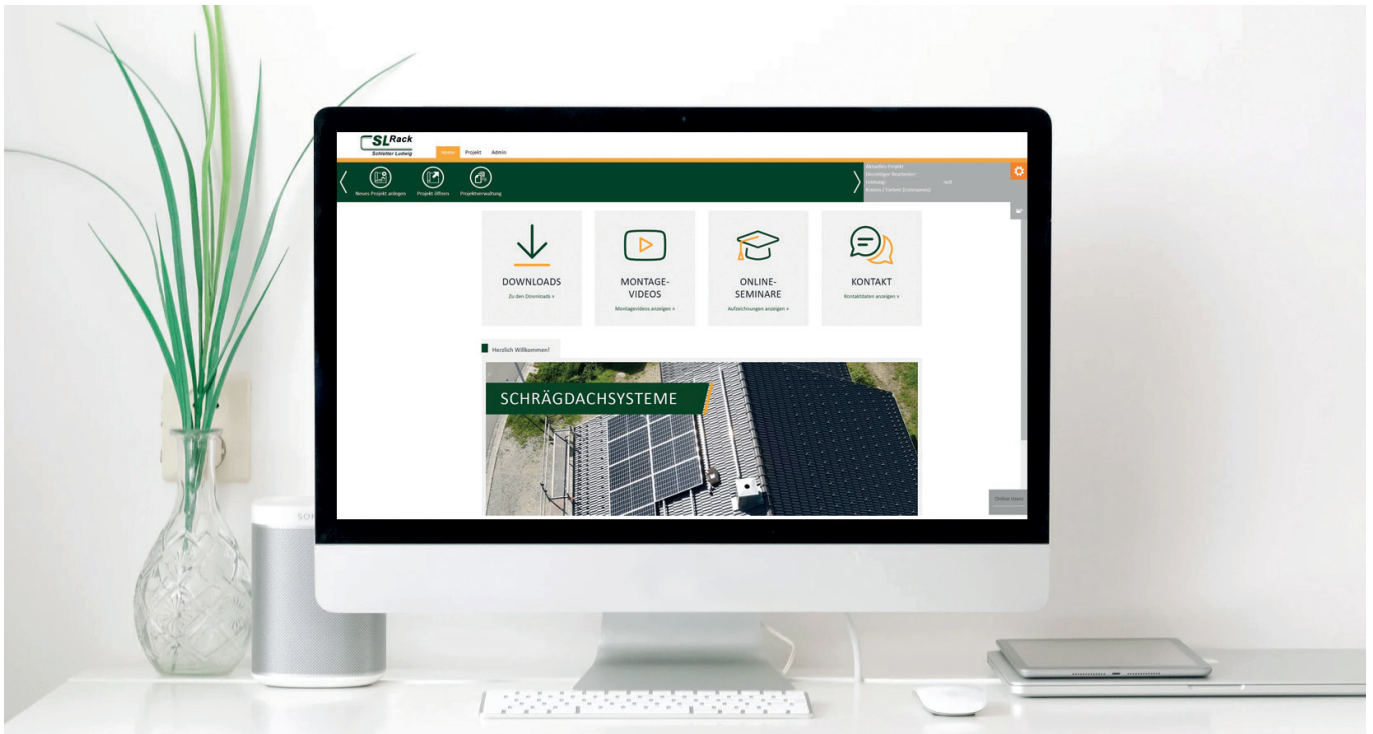 SLRack
Schletter Ludwig
Home Projekt Admin
Neues Projekt anlegen Projekt öffnen Projektverwaltung
Aktuelles Projekt
null
DOWNLOADS
Zu den Downloads »
MONTAGE-
VIDEOS
Montagevideos anzeigen »
ONLINE-
SEMINARE
Aufzeichnungen anzeigen »
KONTAKT
Kontaktdaten anzeigen »
Herzlich Willkommen!
SCHRÄGDACHSYSTEME
Online Users